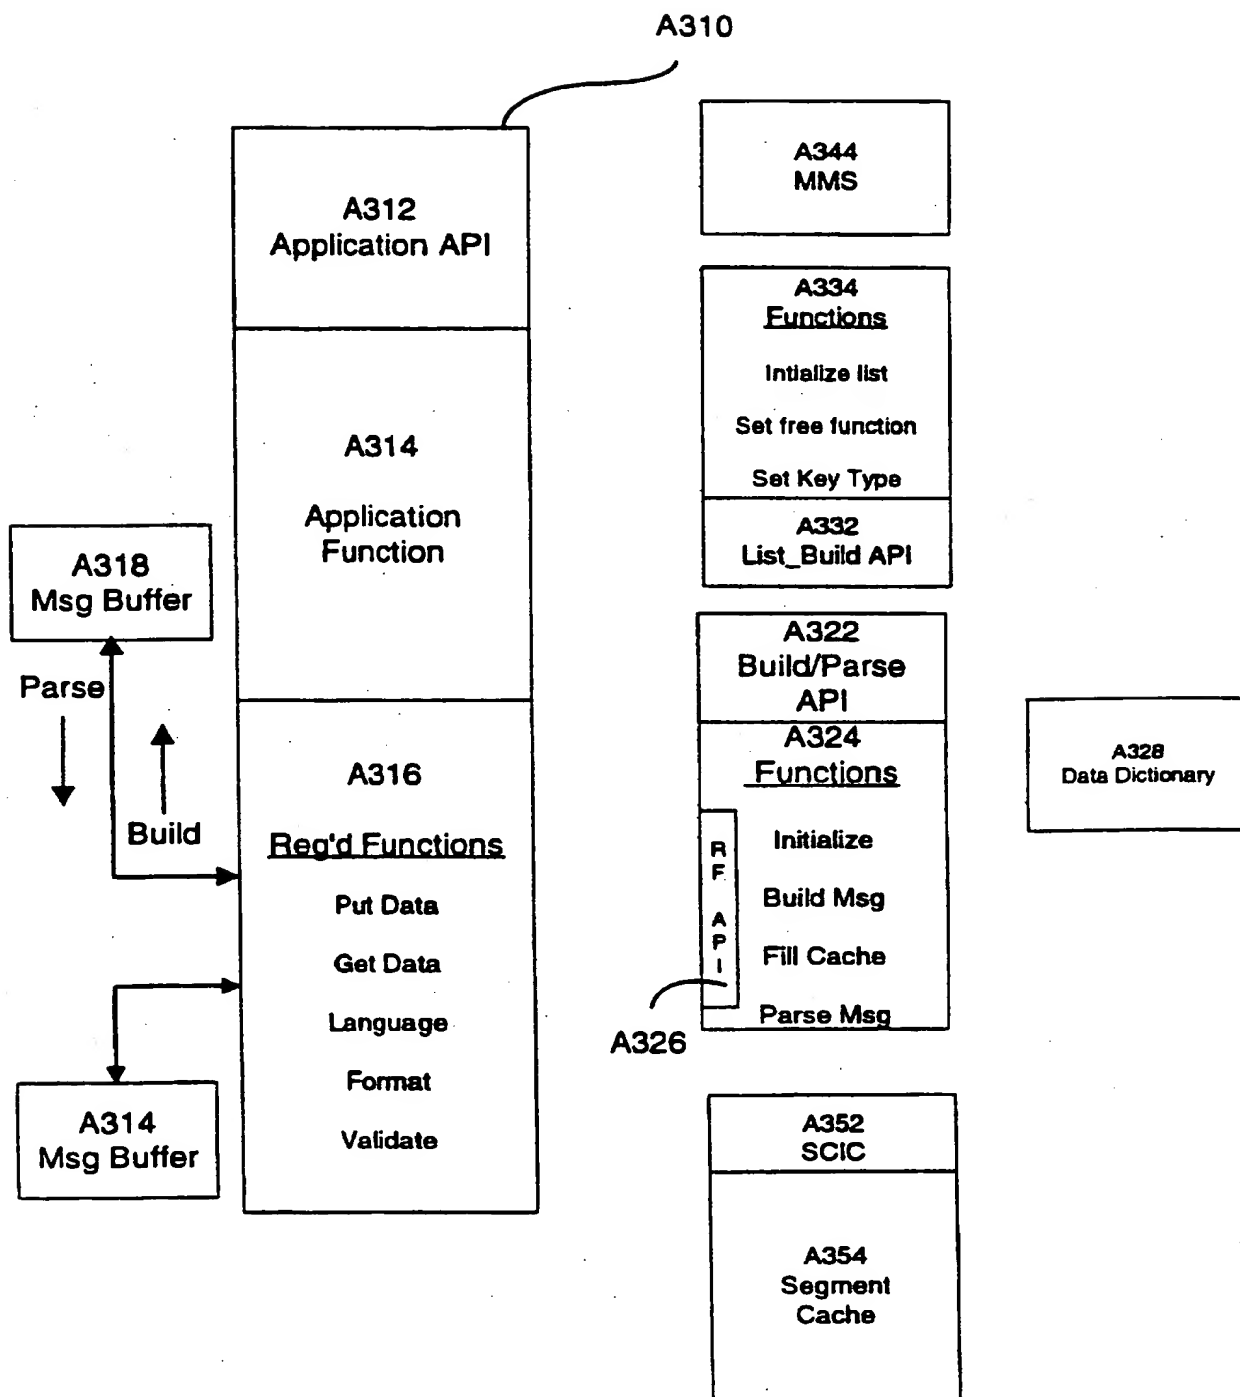 A310
A312
Application API
A314
Application
Function
A316
Reg'd Functions
Put Data
Get Data
Language
Format
Validate
A318
Msg Buffer
Parse
Build
A314
Msg Buffer
A344
MMS
A334
Functions
Intialize list
Set free function
Set Key Type
A332
List_Build API
A322
Build/Parse
API
A324
Functions
Initialize
Build Msg
Fill Cache
Parse Msg
RF API
A326
A328
Data Dictionary
A352
SCIC
A354
Segment
Cache